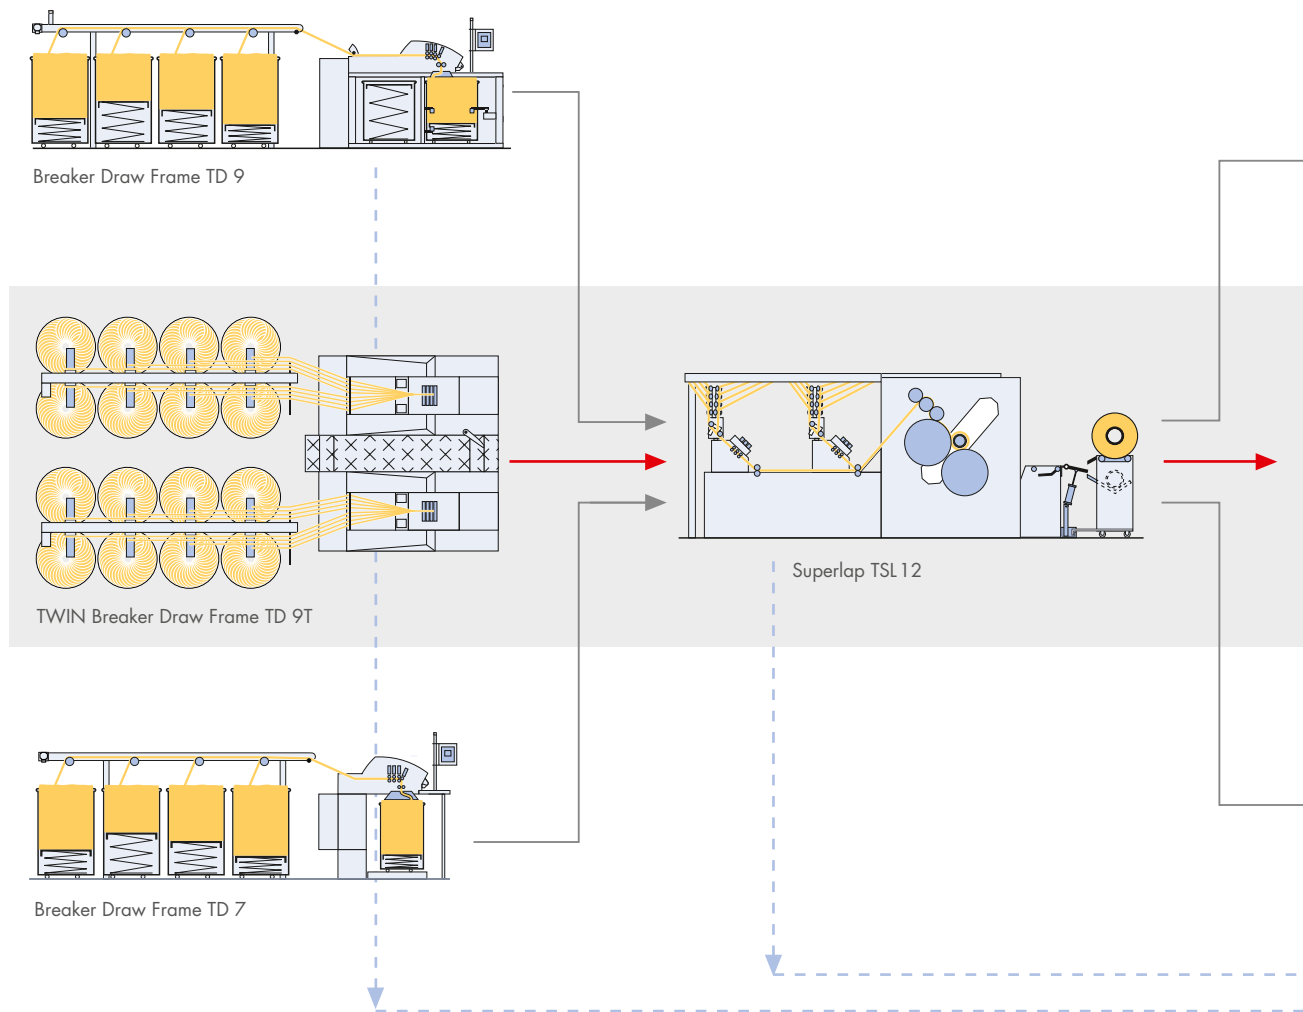 Breaker Draw Frame TD 9
TWIN Breaker Draw Frame TD 9T
Superlap TSL 12
Breaker Draw Frame TD 7